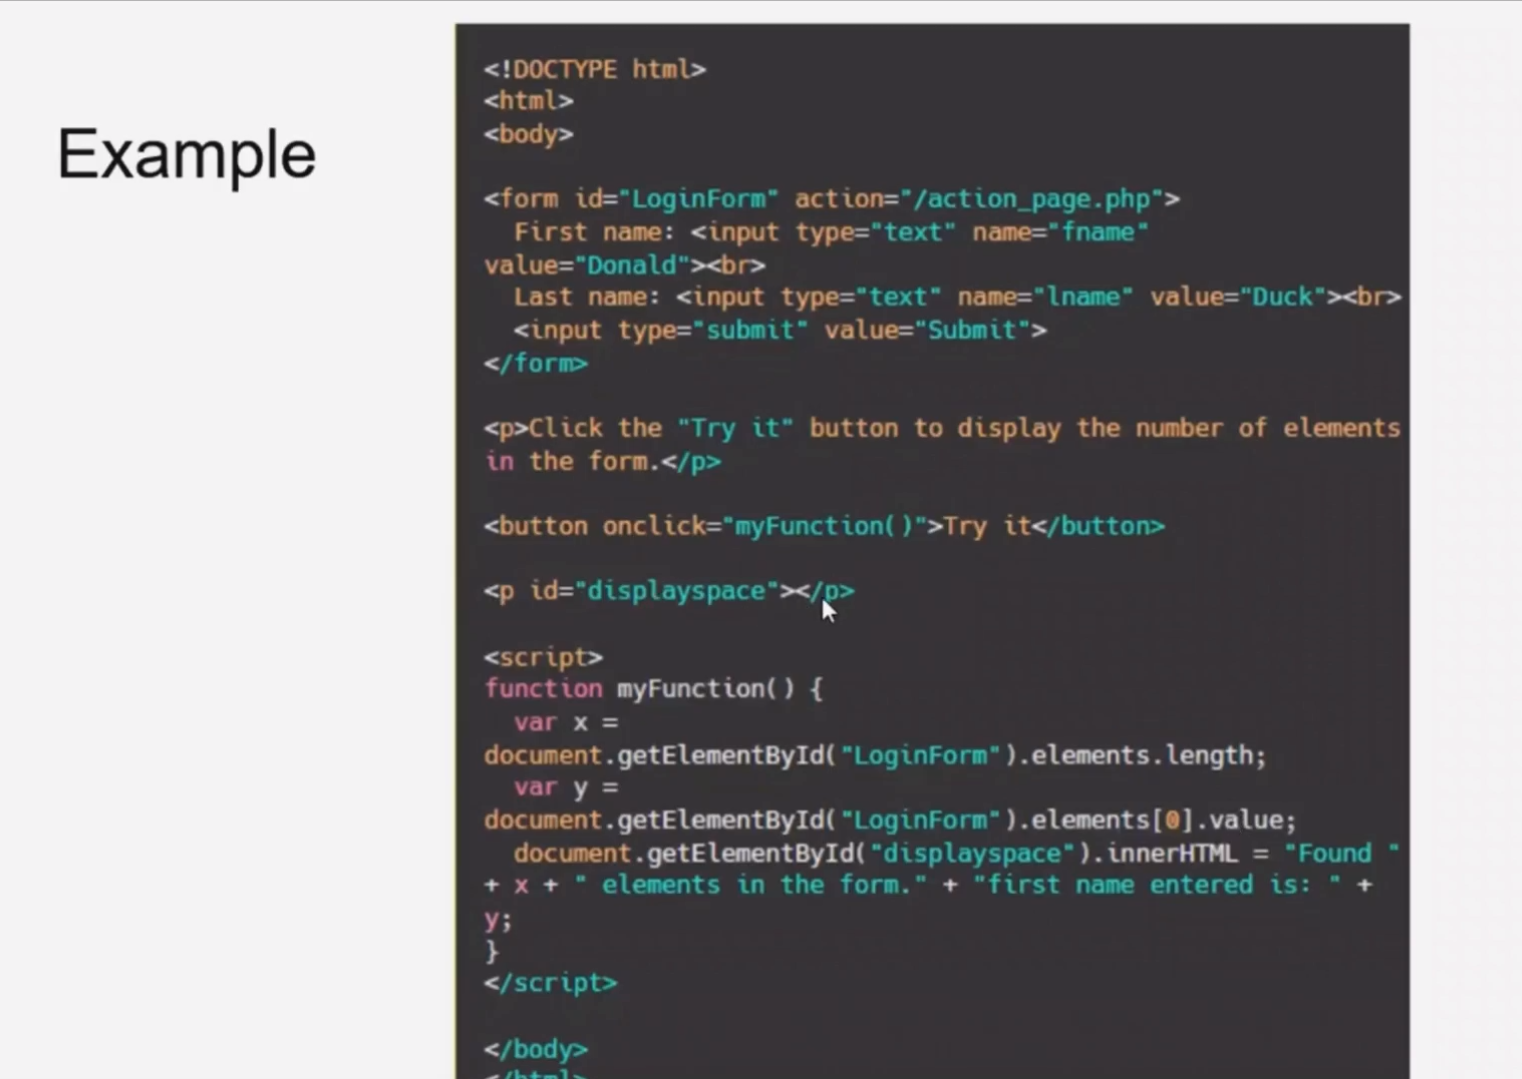 Example
<!DOCTYPE html>
<html>
<body>
<form id="LoginForm" action="/action_page.php">
First name: <input type="text" name="fname"
value="Donald"><br>
Last name: <input type="text" name="lname" value="Duck"><br>
<input type="submit" value="Submit">
</form>
<p>Click the "Try it" button to display the number of elements
in the form.</p>
<button onclick="myFunction()">Try it</button>
<p id="displayspace"></p>
<script>
function myFunction() {
var x =
document.getElementById("LoginForm").elements.length;
var y =
document.getElementById("LoginForm").elements[0].value;
document.getElementById("displayspace").innerHTML = "Found "
+ x + " elements in the form." + "first name entered is: " +
y;
}
</script>
</body>
</html>